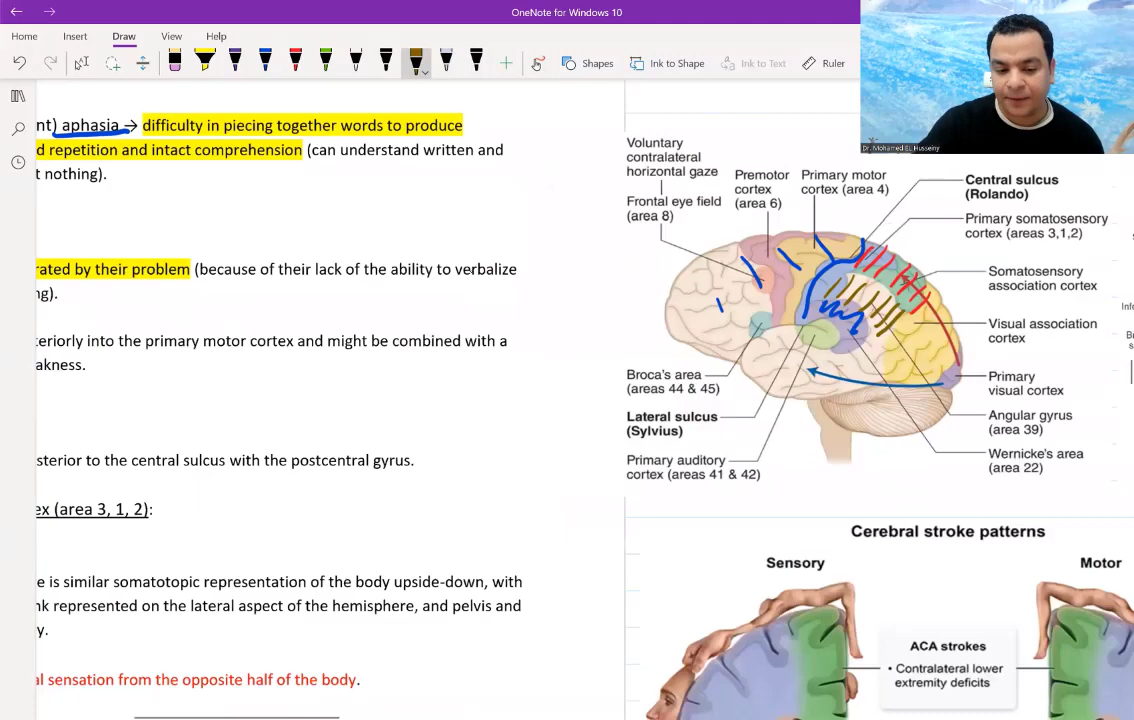 OneNote for Windows 10
Home Insert Draw View Help
Shapes Ink to Shape Ink to Text Ruler
Dr. Mohamed EL Husseiny
nt) aphasia → difficulty in piecing together words to produce
d repetition and intact comprehension (can understand written and
t nothing).
rated by their problem (because of their lack of the ability to verbalize
ng).
teriorly into the primary motor cortex and might be combined with a
eakness.
sterior to the central sulcus with the postcentral gyrus.
ex (area 3, 1, 2):
e is similar somatotopic representation of the body upside-down, with
nk represented on the lateral aspect of the hemisphere, and pelvis and
y.
al sensation from the opposite half of the body.
Voluntary
contralateral
horizontal gaze
Frontal eye field
(area 8)
Premotor
cortex
(area 6)
Primary motor
cortex (area 4)
Central sulcus
(Rolando)
Primary somatosensory
cortex (areas 3,1,2)
Somatosensory
association cortex
Visual association
cortex
Primary
visual cortex
Angular gyrus
(area 39)
Wernicke's area
(area 22)
Broca's area
(areas 44 & 45)
Lateral sulcus
(Sylvius)
Primary auditory
cortex (areas 41 & 42)
Cerebral stroke patterns
Sensory
Motor
ACA strokes
• Contralateral lower
extremity deficits